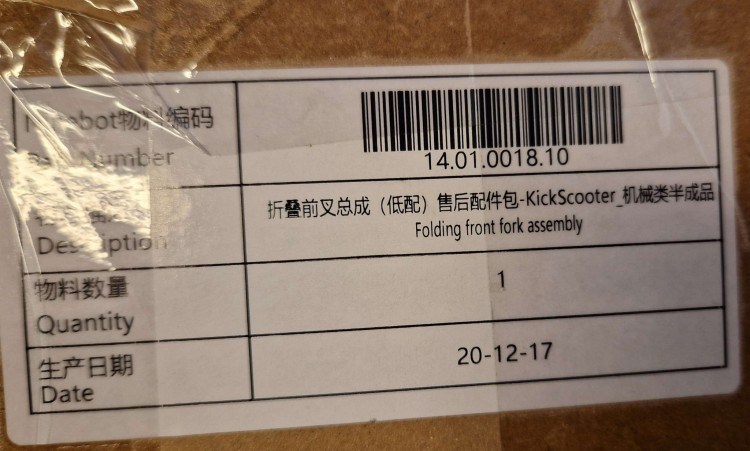 物料编码
14.01.0018.10
Number
折叠前叉总成（低配）售后配件包-KickScooter_机械类半成品
Description
Folding front fork assembly
物料数量
1
Quantity
生产日期
20-12-17
Date